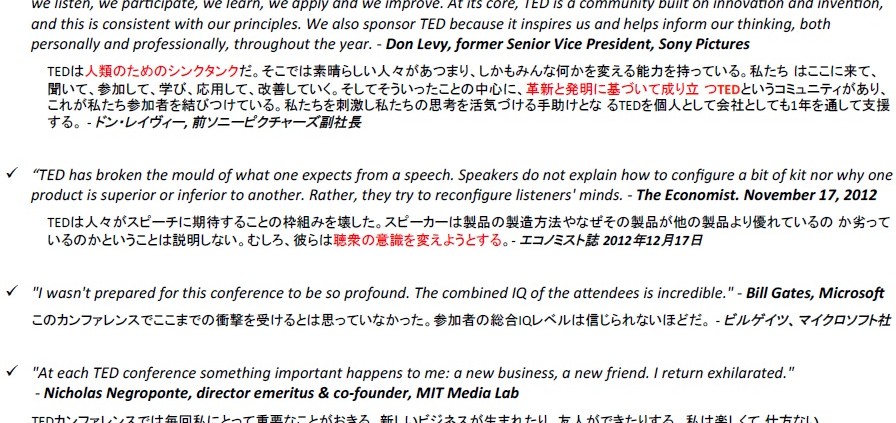 we listen, we participate, we learn, we apply and we improve. At its core, TED is a community built on innovation and invention,
and this is consistent with our principles. We also sponsor TED because it inspires us and helps inform our thinking, both
personally and professionally, throughout the year. - Don Levy, former Senior Vice President, Sony Pictures
TEDは人類のためのシンクタンクだ。そこでは素晴らしい人々があつまり、しかもみんな何かを変える能力を持っている。私たち はここに来て、
聞いて、参加して、学び、応用して、改善していく。そしてそういったことの中心に、革新と発明に基づいて成り立 つTEDというコミュニティがあり、
これが私たち参加者を結びつけている。私たちを刺激し私たちの思考を活気づける手助けとな るTEDを個人として会社としても1年を通して支援
する。 - ドン・レイヴィー, 前ソニーピクチャーズ副社長
✓ “TED has broken the mould of what one expects from a speech. Speakers do not explain how to configure a bit of kit nor why one
product is superior or inferior to another. Rather, they try to reconfigure listeners' minds. - The Economist. November 17, 2012
TEDは人々がスピーチに期待することの枠組みを壊した。スピーカーは製品の製造方法やなぜその製品が他の製品より優れているの か劣って
いるのかということは説明しない。むしろ、彼らは聴衆の意識を変えようとする。- エコノミスト誌 2012年12月17日
✓ "I wasn't prepared for this conference to be so profound. The combined IQ of the attendees is incredible." - Bill Gates, Microsoft
このカンファレンスでここまでの衝撃を受けるとは思っていなかった。参加者の総合IQレベルは信じられないほどだ。 - ビルゲイツ、マイクロソフト社
✓ "At each TED conference something important happens to me: a new business, a new friend. I return exhilarated."
- Nicholas Negroponte, director emeritus & co-founder, MIT Media Lab
TEDカンファレンスでは毎回私にとって重要なことがおきる。新しいビジネスが生まれたり、友人ができたりする。私は楽しくて 仕方ない